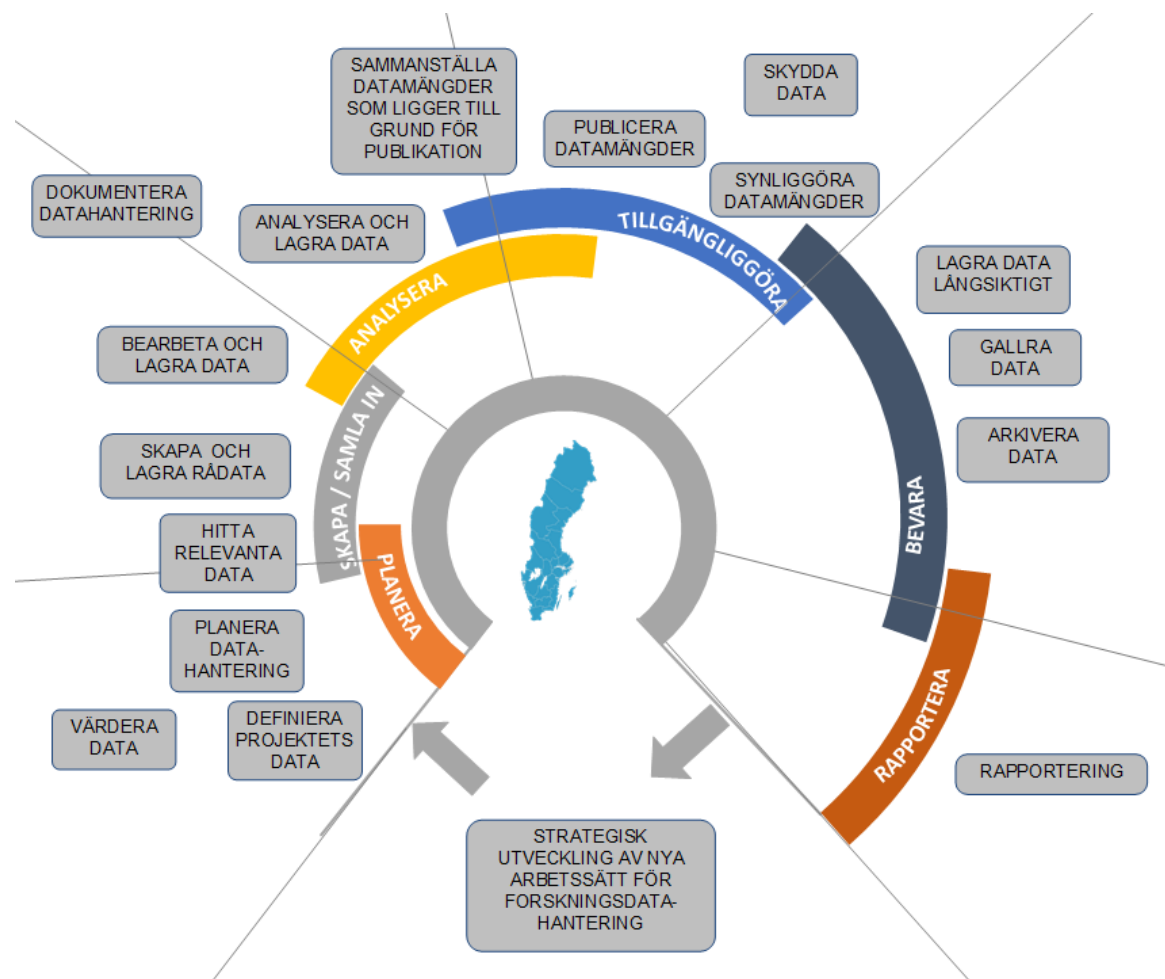 SAMMANSTÄLLA
DATAMÄNGDER
SOM LIGGER TILL
GRUND FÖR
PUBLIKATION
SKYDDA
DATA
PUBLICERA
DATAMÄNGDER
SYNLIGGÖRA
DATAMÄNGDER
DOKUMENTERA
DATAHANTERING
ANALYSERA OCH
LAGRA DATA
TILLGÄNGLIGGÖRA
ANALYSERA
LAGRA DATA
LÅNGSIKTIGT
BEARBETA OCH
LAGRA DATA
GALLRA
DATA
SKAPA / SAMLA IN
ARKIVERA
DATA
SKAPA OCH
LAGRA RÅDATA
BEVARA
HITTA
RELEVANTA
DATA
PLANERA
PLANERA
DATA-
HANTERING
RAPPORTERA
VÄRDERA
DATA
DEFINIERA
PROJEKTETS
DATA
RAPPORTERING
STRATEGISK
UTVECKLING AV NYA
ARBETSSÄTT FÖR
FORSKNINGSDATA-
HANTERING